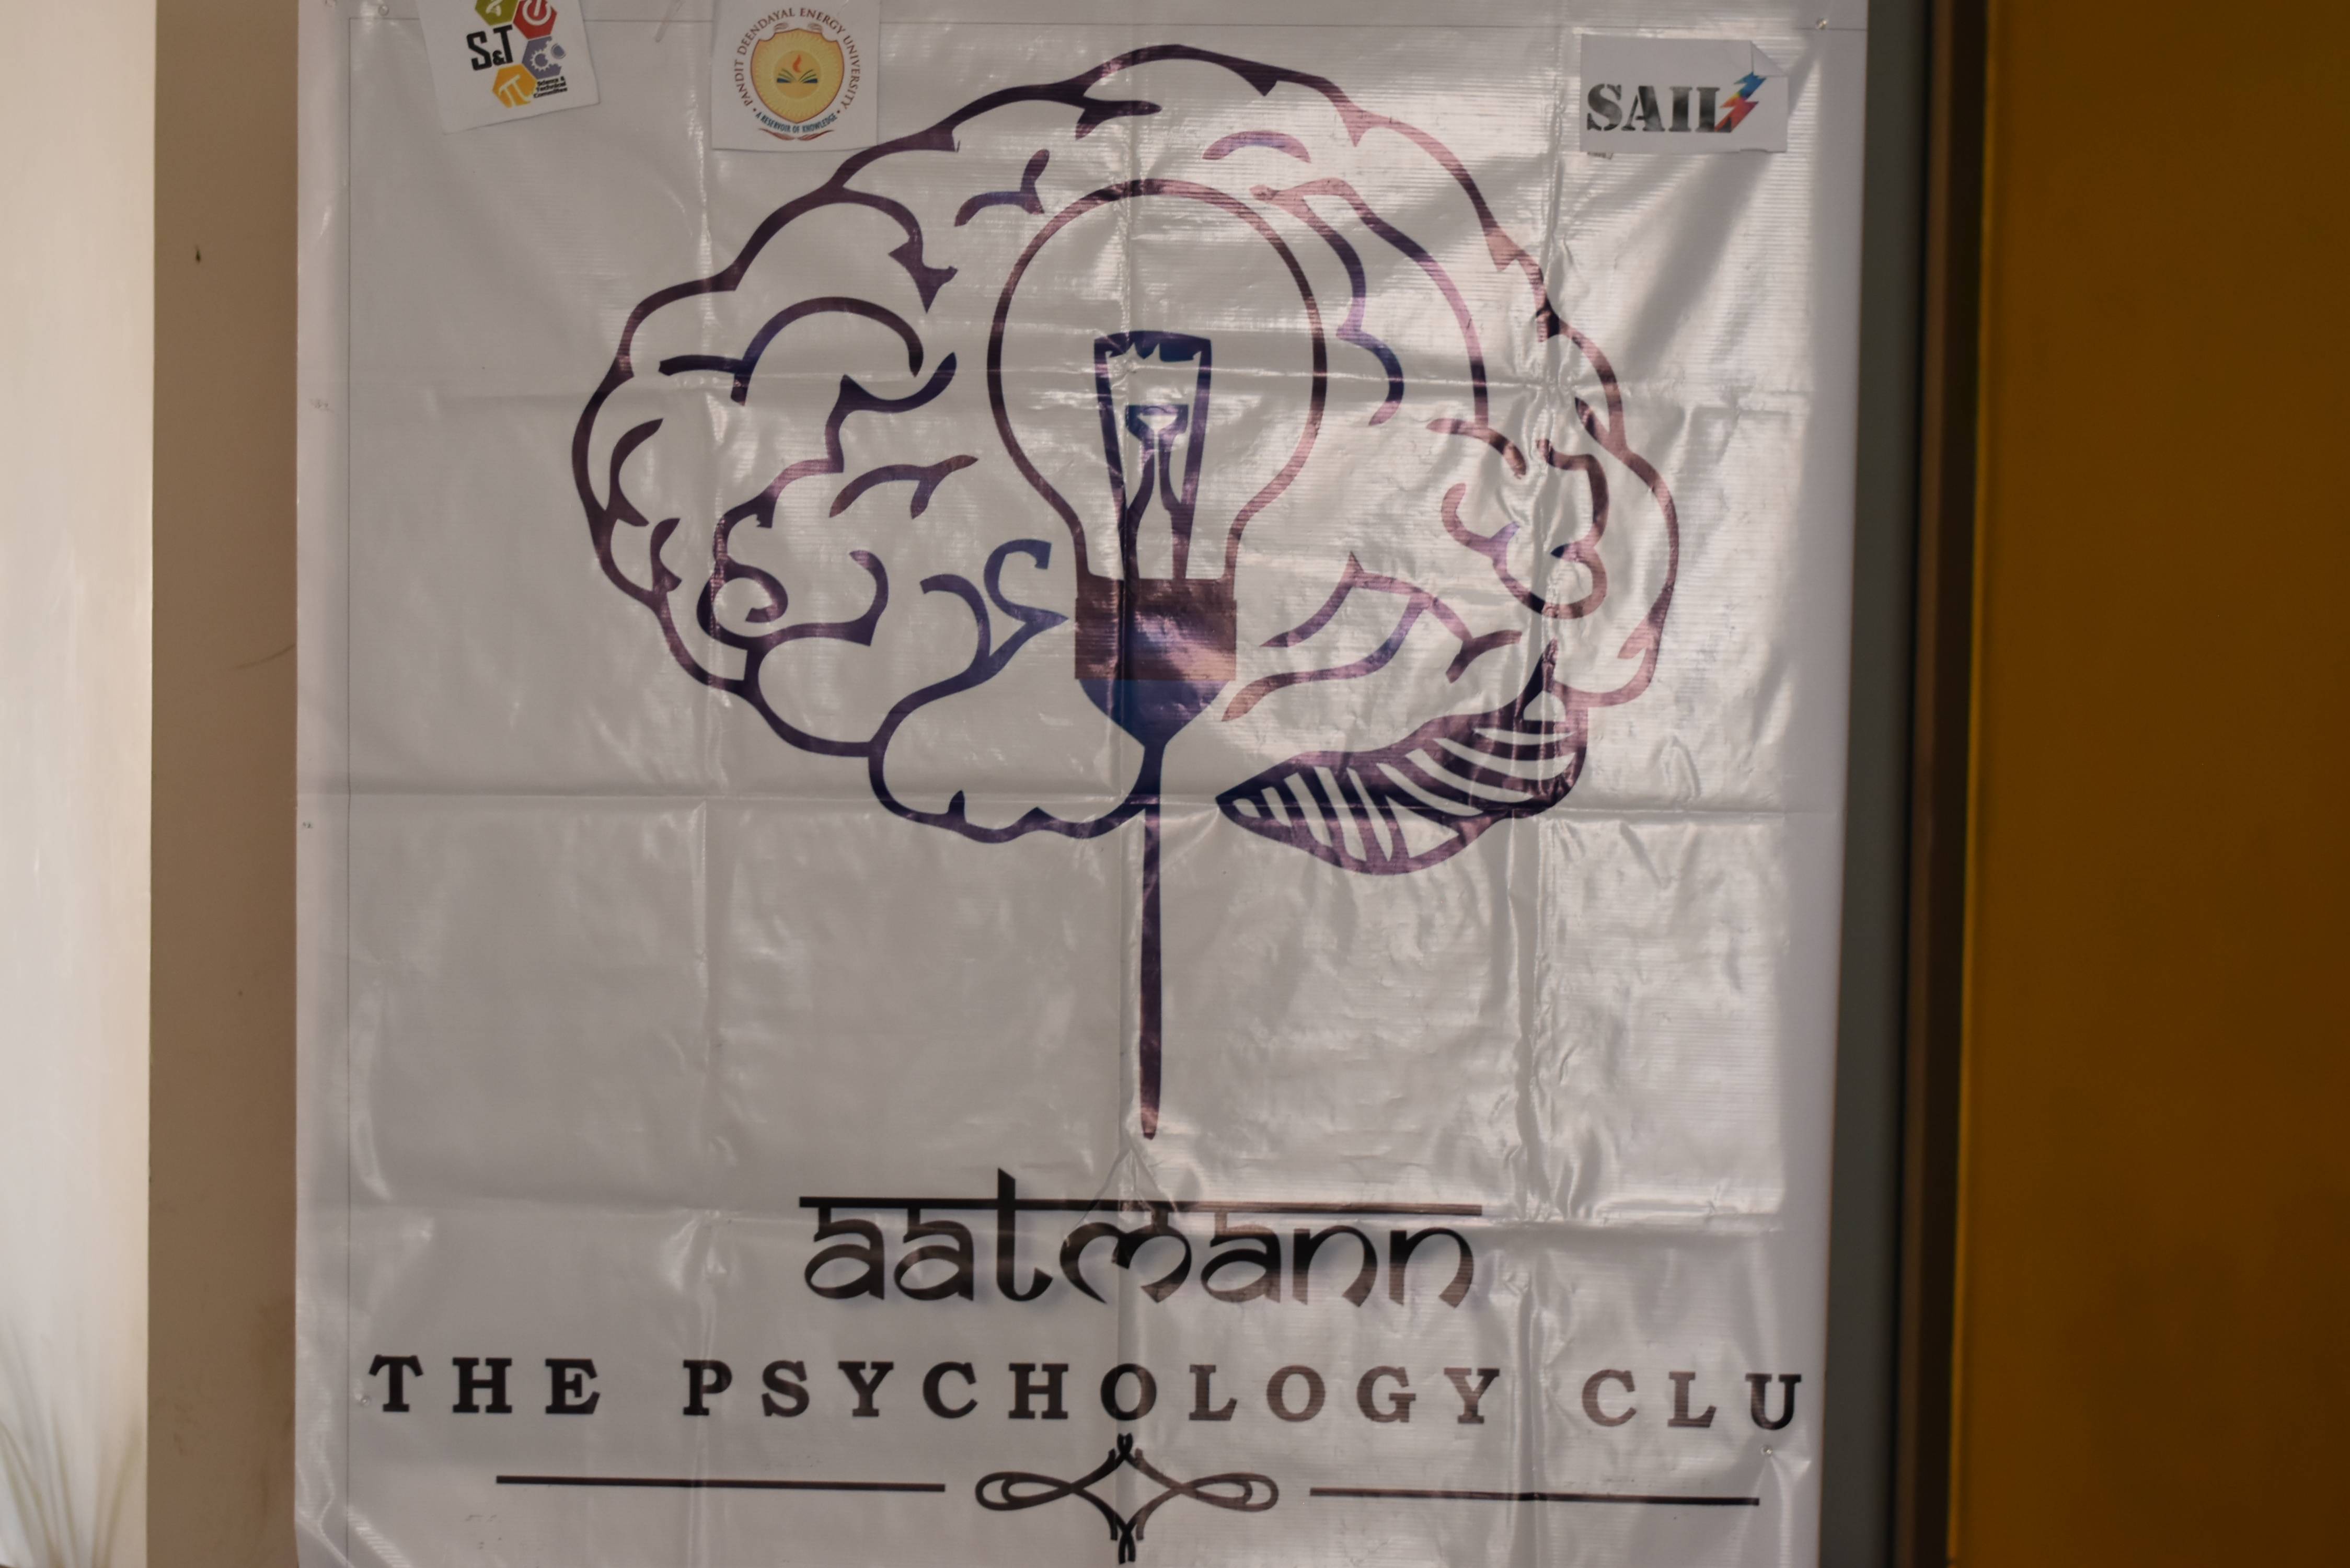 S&T
Science &
Technical
Committee
PANDIT DEENDAYAL ENERGY UNIVERSITY
A RESERVOIR OF KNOWLEDGE
SAIL
aatmann
THE PSYCHOLOGY CLU